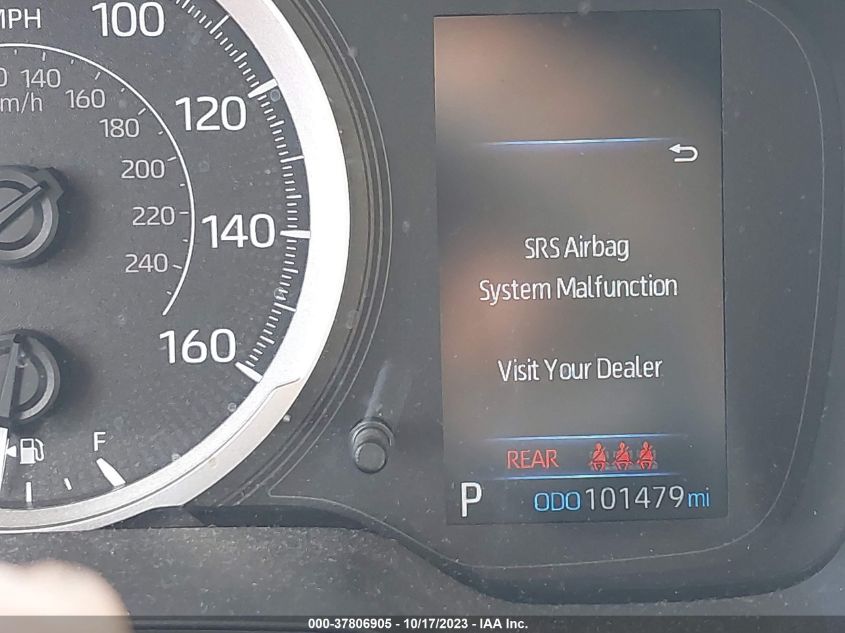 MPH
100
120
140
160
140
160
180
200
220
240
F
SRS Airbag
System Malfunction
Visit Your Dealer
REAR
P ODO 101479 mi
000-37806905 - 10/17/2023 - IAA Inc.